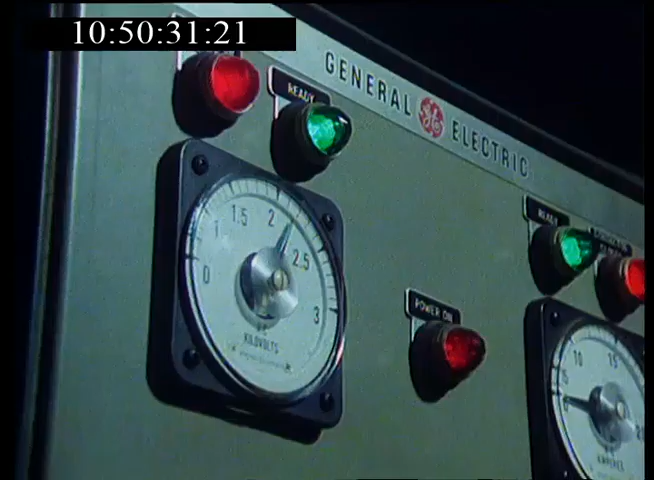 10:50:31:21
GENERAL GE ELECTRIC
READY
READY
POWER ON
0 1 1.5 2 2.5 3
KILOVOLTS
5 10 15
AMPERES